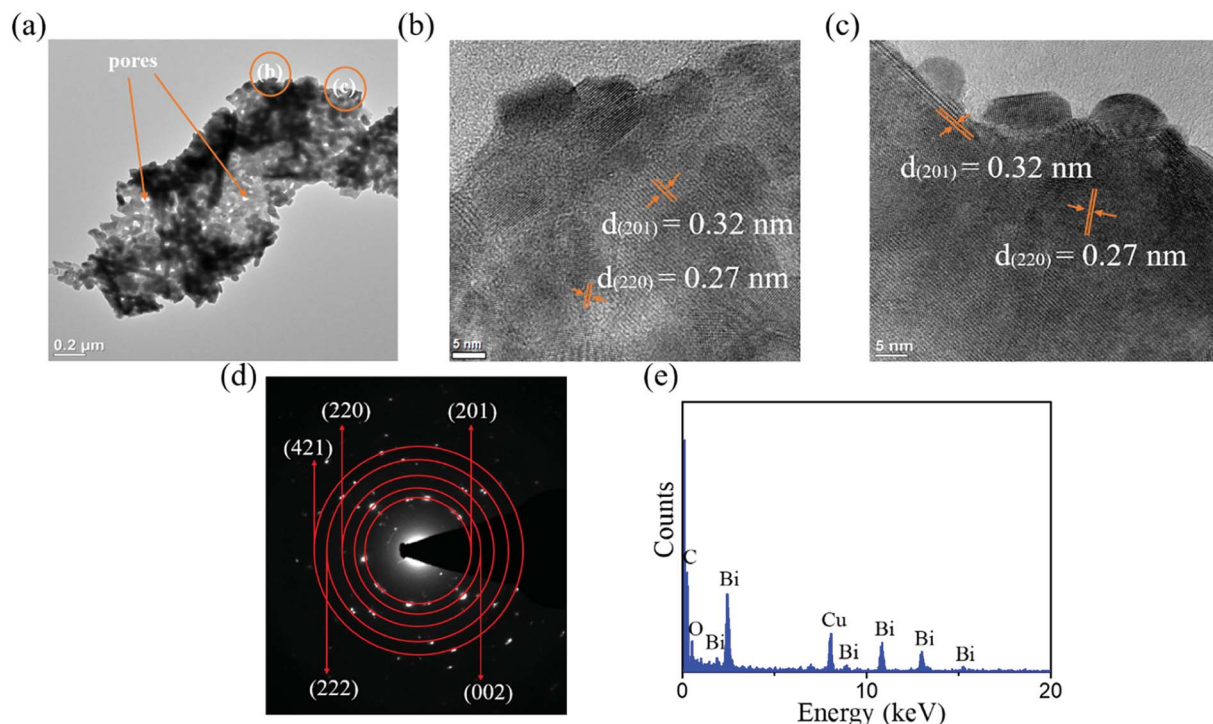 (a)
pores
(b)
(c)
0.2 μm
(b)
d(201) = 0.32 nm
d(220) = 0.27 nm
5 nm
(c)
d(201) = 0.32 nm
d(220) = 0.27 nm
5 nm
(d)
(220)
(201)
(421)
(222)
(002)
(e)
Counts
C
O
Bi
Bi
Cu
Bi
Bi
Bi
Bi
0
10
20
Energy (keV)